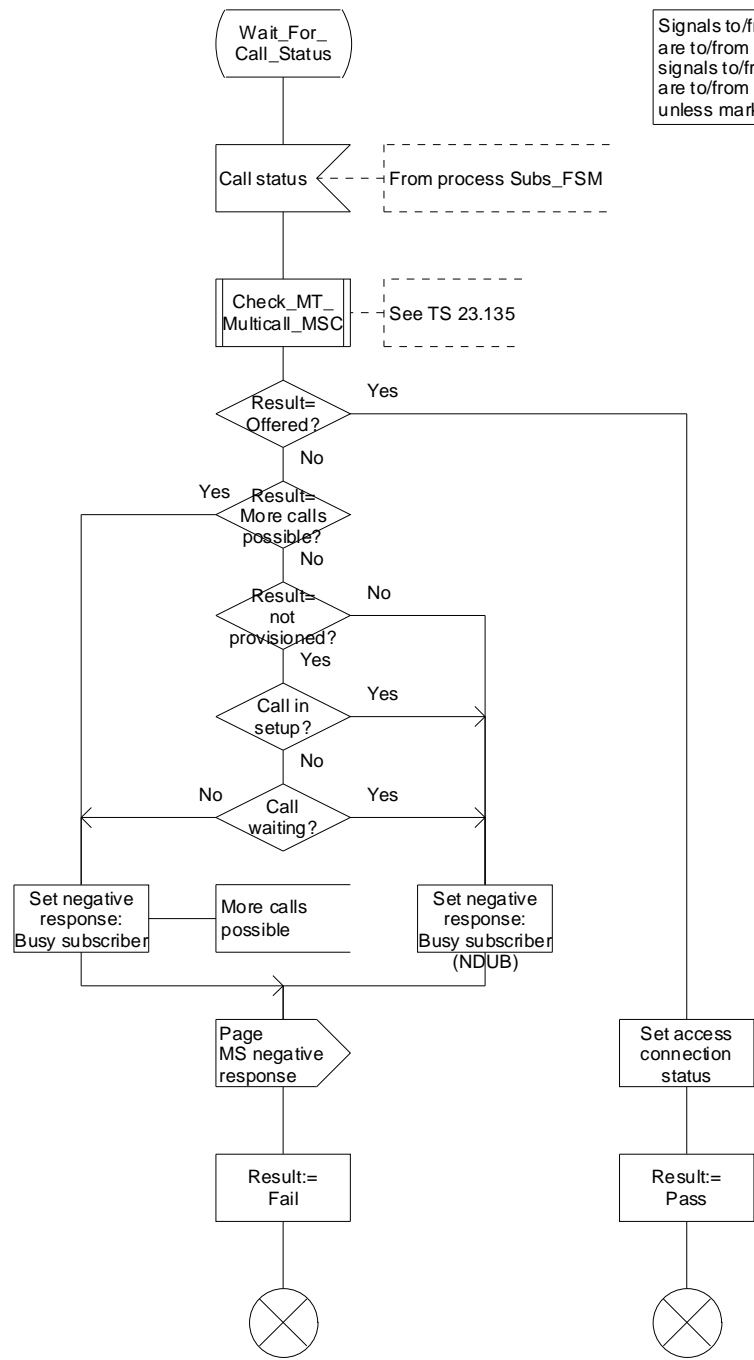 Wait_For_
Call_Status
Signals to/
are to/from
signals to/
are to/from
unless
Call status
From process Subs_FSM
Check_MT_
Multicall_MSC
See TS 23.135
Result=
Offered?
Yes
No
Yes
Result=
More calls
possible?
No
Result=
not
provisioned?
No
Yes
Call in
setup?
Yes
No
No
Call
waiting?
Yes
Set negative
response:
Busy subscriber
More calls
possible
Set negative
response:
Busy subscriber
(NDUB)
Page
MS negative
response
Set access
connection
status
Result:=
Fail
Result:=
Pass